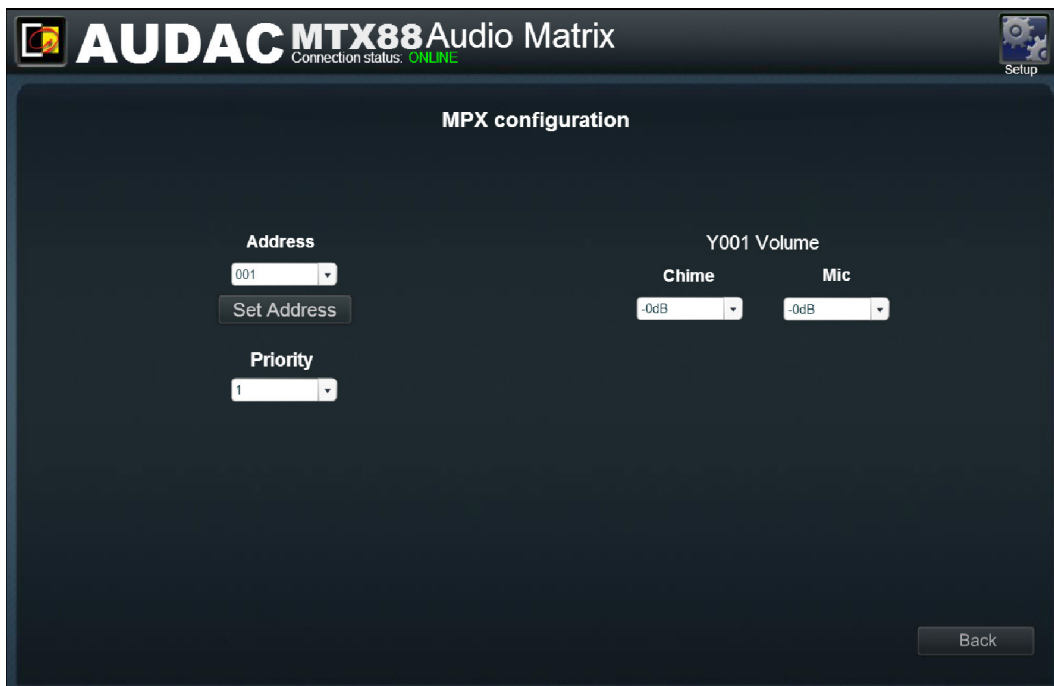 AUDAC MTX88 Audio Matrix
Connection status: ONLINE
Setup
MPX configuration
Address
001
Set Address
Priority
1
Y001 Volume
Chime Mic
-0dB -0dB
Back